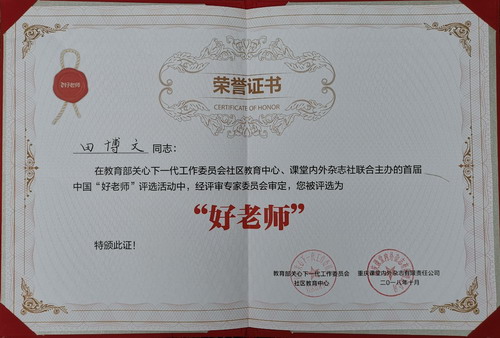 荣誉证书
CERTIFICATE OF HONOR
好老师
田博文 同志：
在教育部关心下一代工作委员会社区教育中心、课堂内外杂志社联合主办的首届
中国“好老师”评选活动中，经评审专家委员会审定，您被评选为
“好老师”
特颁此证！
教育部关心下一代工作委员会
社区教育中心
重庆课堂内外杂志有限责任公司
二〇一八年十月